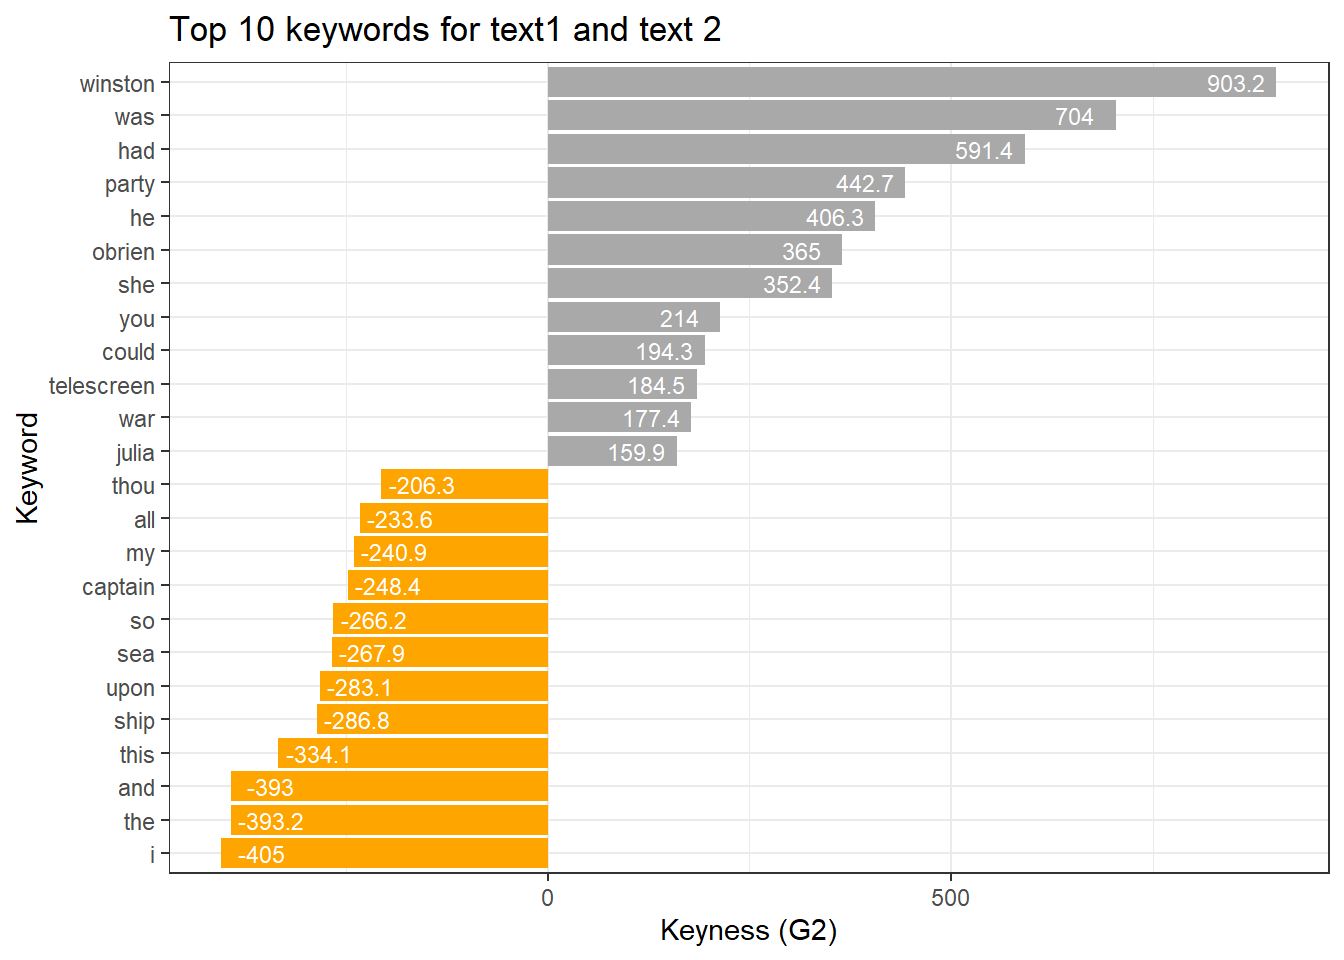 Top 10 keywords for text1 and text 2
winston 903.2
was 704
had 591.4
party 442.7
he 406.3
obrien 365
she 352.4
you 214
could 194.3
telescreen 184.5
war 177.4
julia 159.9
thou -206.3
all -233.6
my -240.9
captain -248.4
so -266.2
sea -267.9
upon -283.1
ship -286.8
this -334.1
and -393
the -393.2
i -405
Keyword
0 500
Keyness (G2)